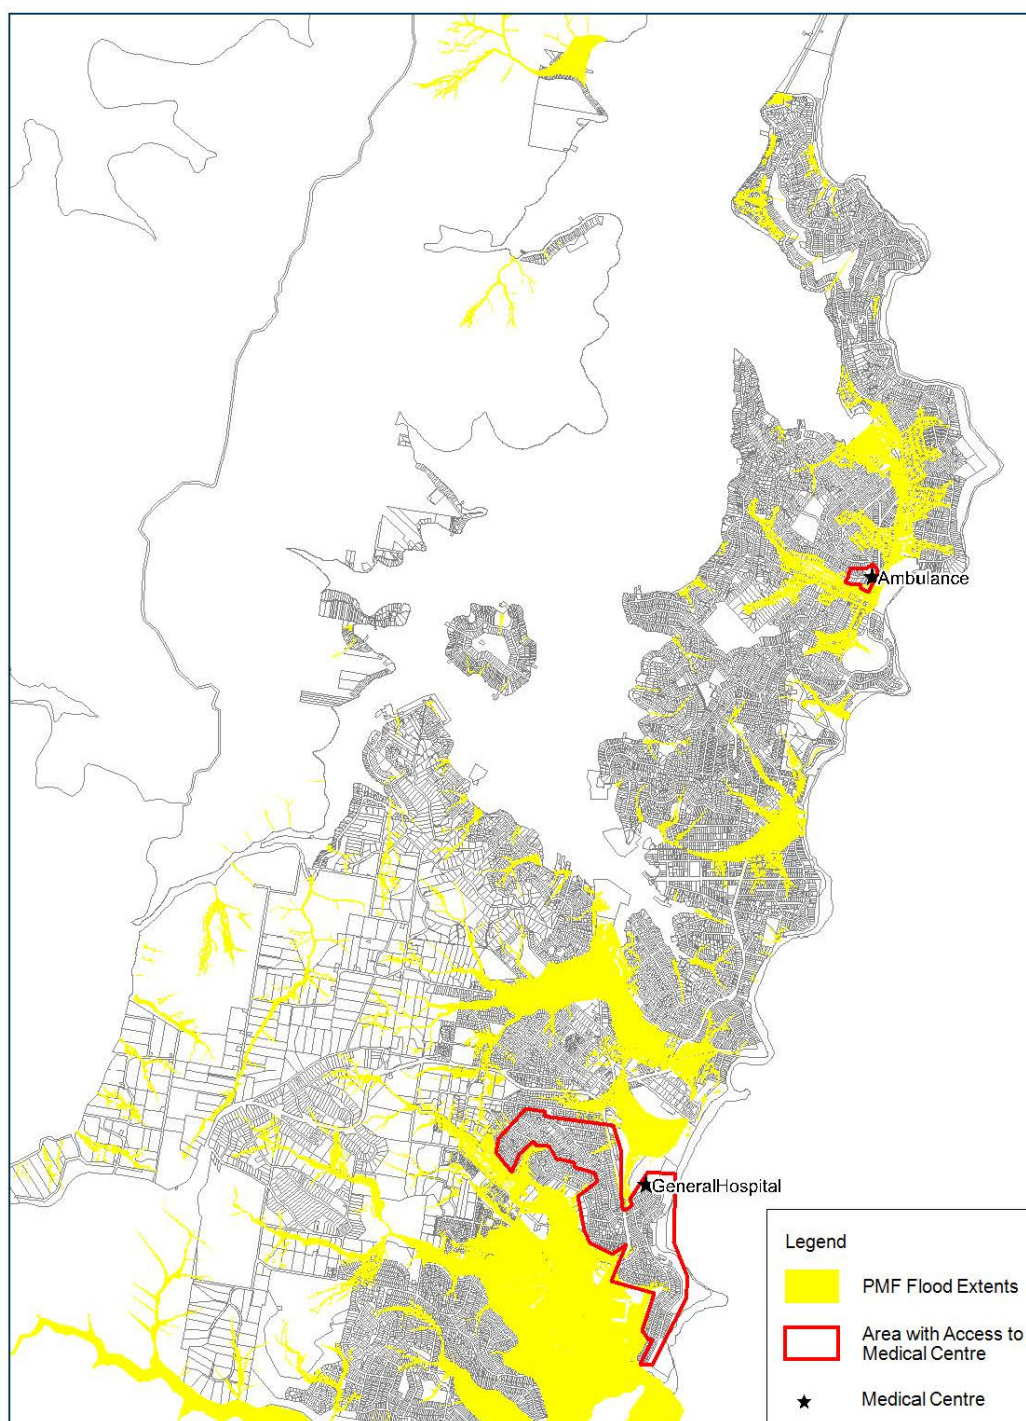 Ambulance
GeneralHospital
Legend
PMF Flood Extents
Area with Access to
Medical Centre
Medical Centre